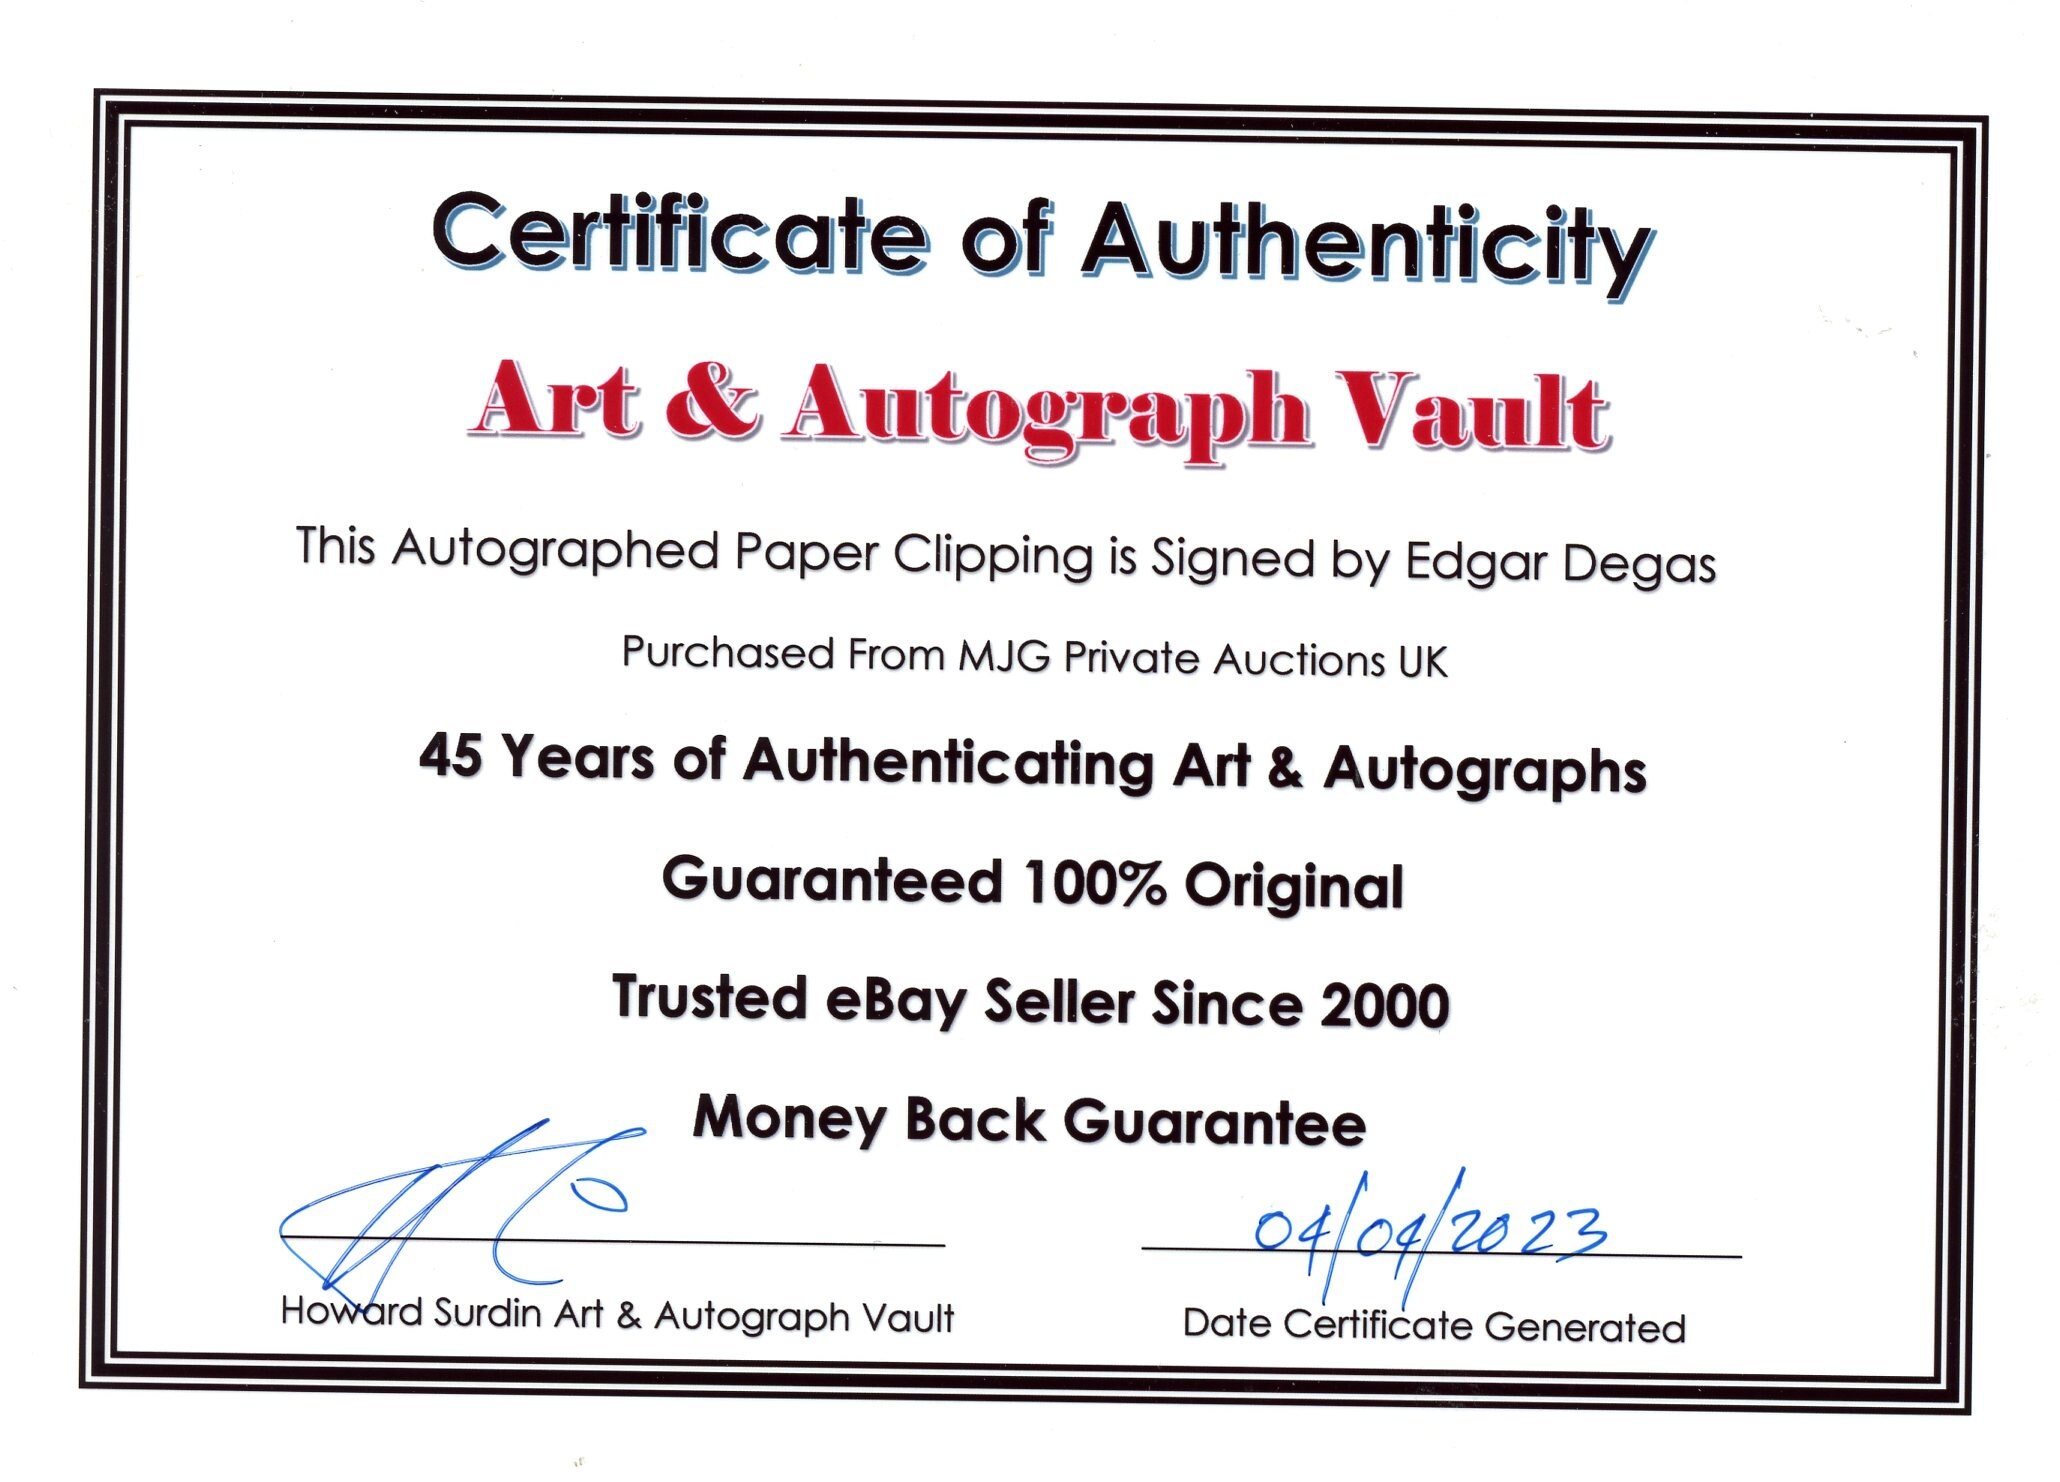 Certificate of Authenticity
Art & Autograph Vault
This Autographed Paper Clipping is Signed by Edgar Degas
Purchased From MJG Private Auctions UK
45 Years of Authenticating Art & Autographs
Guaranteed 100% Original
Trusted eBay Seller Since 2000
Money Back Guarantee
04/04/2023
Howard Surdin Art & Autograph Vault
Date Certificate Generated